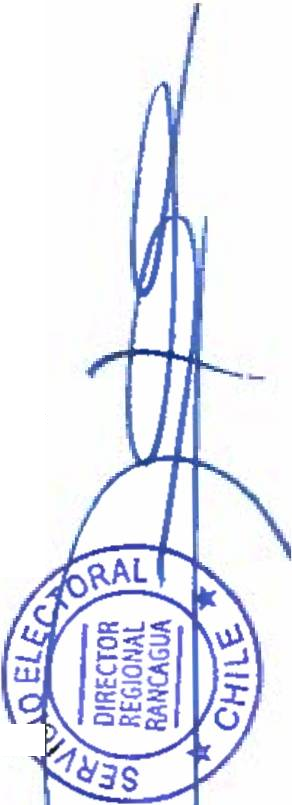 SERVICIO ELECTORAL
★ CHILE ★
DIRECTOR
REGIONAL
RANCAGUA